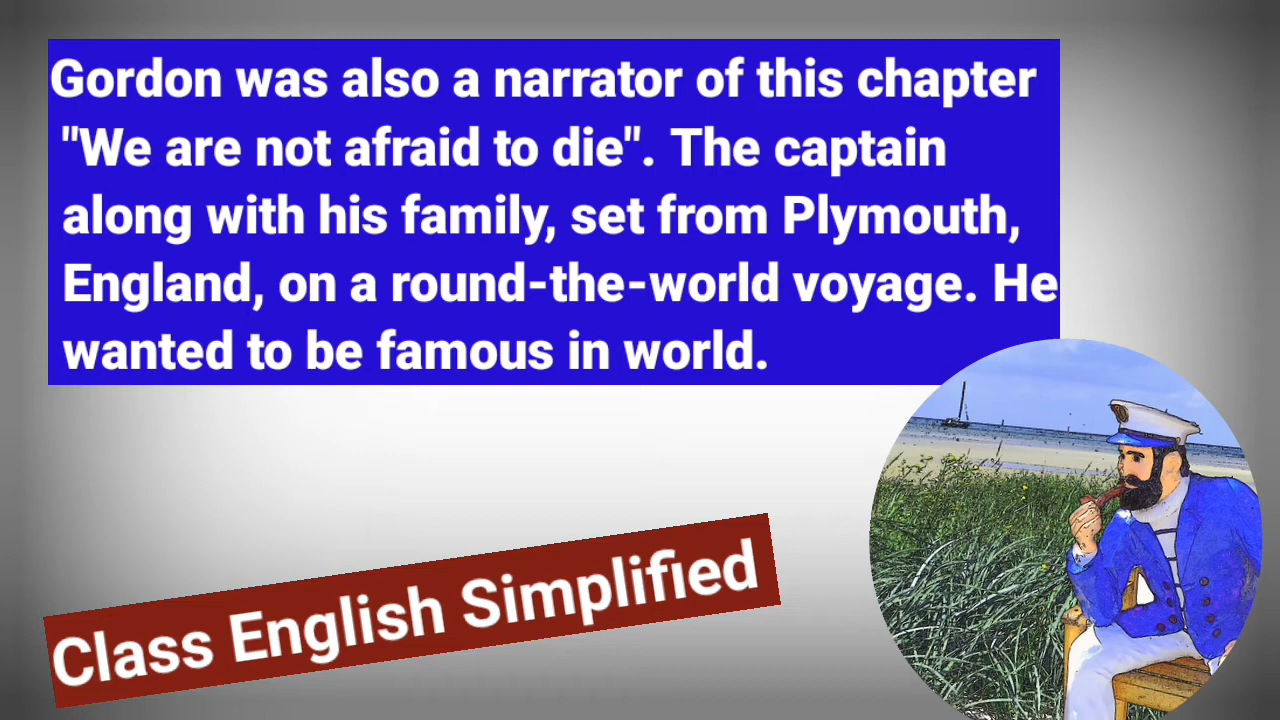 Gordon was also a narrator of this chapter
"We are not afraid to die". The captain
along with his family, set from Plymouth,
England, on a round-the-world voyage. He
wanted to be famous in world.
Class English Simplified